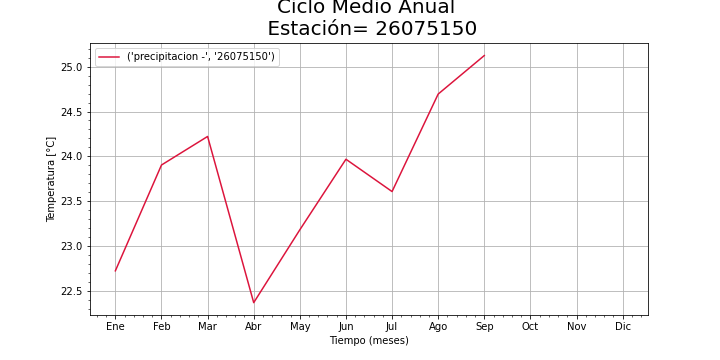 Ciclo Medio Anual
Estación= 26075150
('precipitacion -', '26075150')
Temperatura [°C]
25.0
24.5
24.0
23.5
23.0
22.5
Ene Feb Mar Abr May Jun Jul Ago Sep Oct Nov Dic
Tiempo (meses)